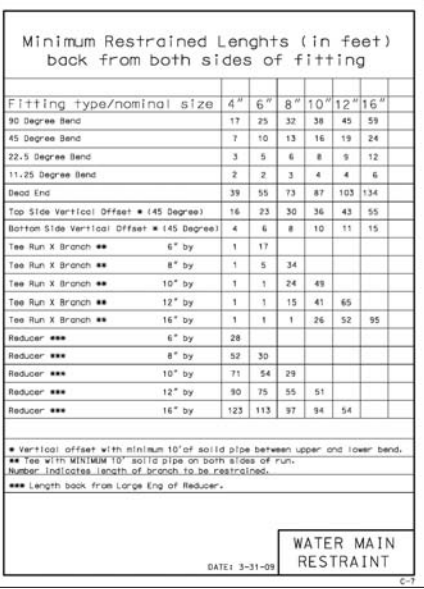 Minimum Restrained Lenghts (in feet)
back from both sides of fitting
Fitting type/nominal size 4" 6" 8" 10" 12" 16"
90 Degree Bend 17 25 32 38 45 59
45 Degree Bend 7 10 13 16 19 24
22.5 Degree Bend 3 5 6 8 9 12
11.25 Degree Bend 2 2 3 4 4 6
Dead End 39 55 73 87 103 134
Top Side Vertical Offset * (45 Degree) 16 23 30 36 43 55
Bottom Side Vertical Offset * (45 Degree) 4 6 8 10 11 15
Tee Run X Branch ** 6" by 1 17
Tee Run X Branch ** 8" by 1 5 34
Tee Run X Branch ** 10" by 1 1 24 49
Tee Run X Branch ** 12" by 1 1 15 41 65
Tee Run X Branch ** 16" by 1 1 1 26 52 95
Reducer *** 6" by 28
Reducer *** 8" by 52 30
Reducer *** 10" by 71 54 29
Reducer *** 12" by 90 75 55 51
Reducer *** 16" by 123 113 97 94 54
* Vertical offset with minimum 10'of solid pipe between upper and lower bend.
** Tee with MINIMUM 10' solid pipe on both sides of run.
Number indicates length of branch to be restrained.
*** Length back from Large Eng of Reducer.
WATER MAIN
RESTRAINT
DATE: 3-31-09
C-7